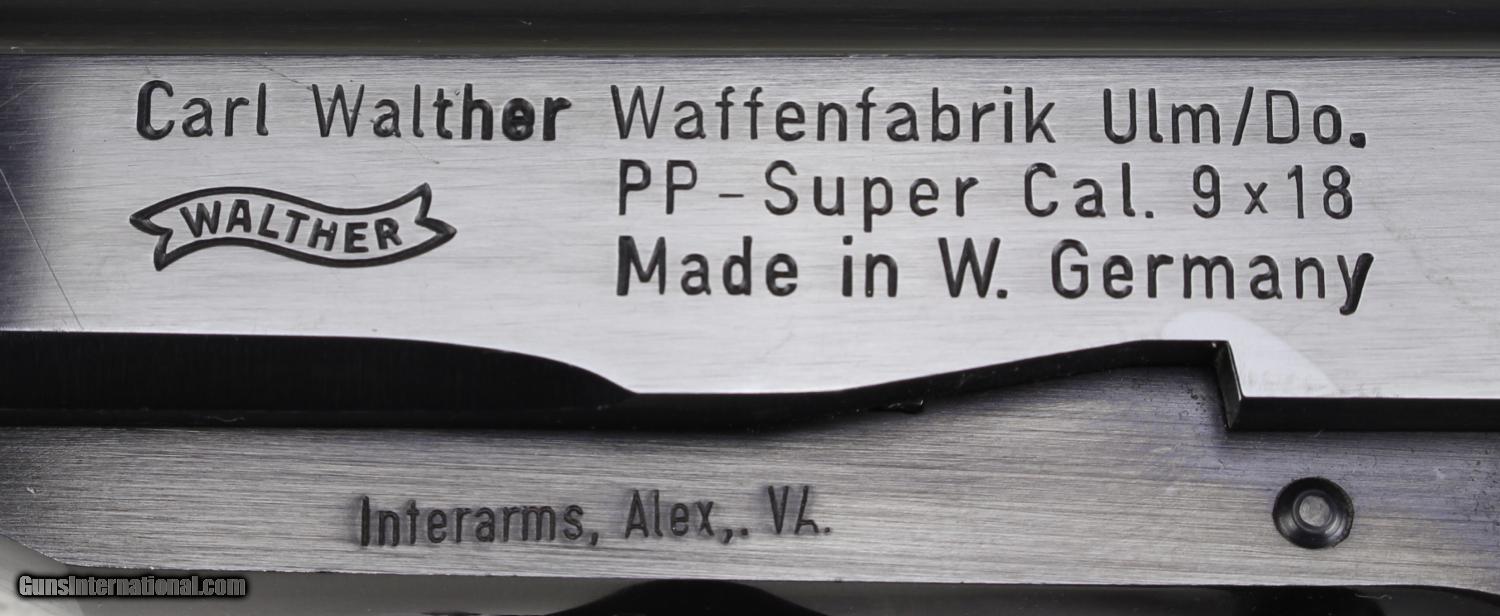 Carl Walther Waffenfabrik Ulm/Do.
WALTHER
PP-Super Cal. 9x18
Made in W. Germany
Interarms, Alex,. VA.
GunsInternational.com